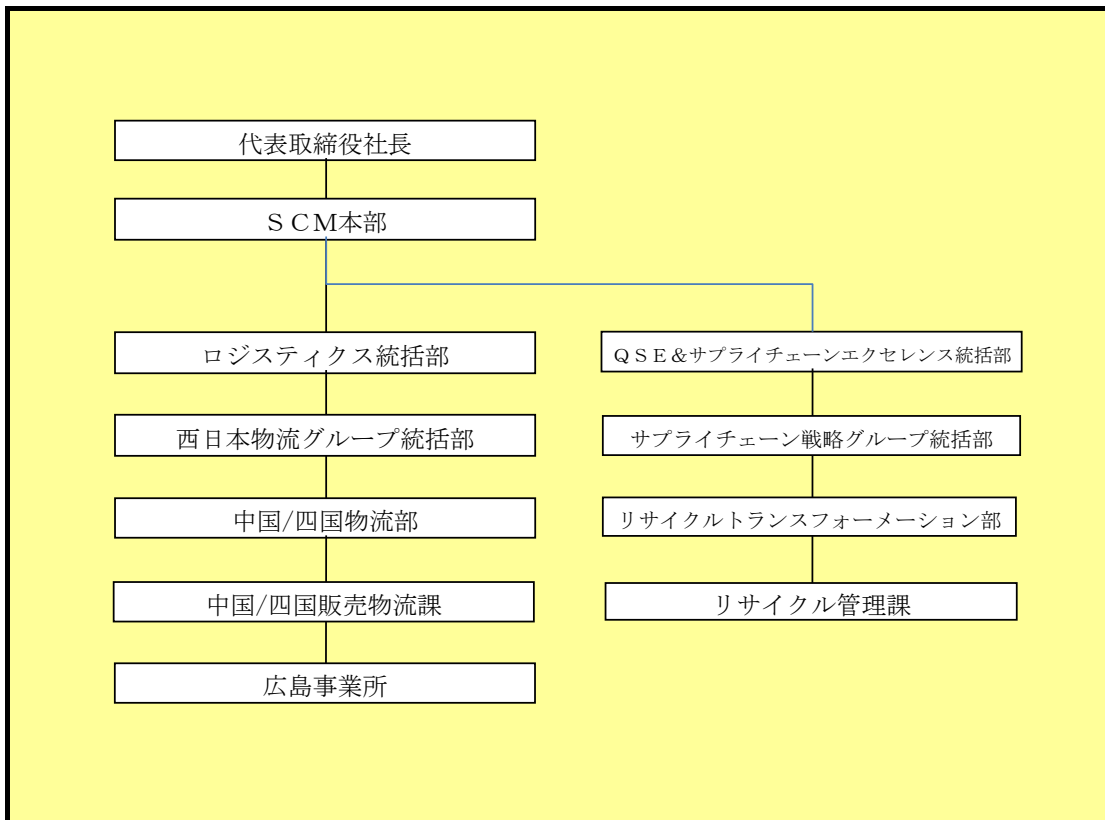 代表取締役社長
ＳＣＭ本部
ロジスティクス統括部
西日本物流グループ統括部
中国/四国物流部
中国/四国販売物流課
広島事業所
ＱＳＥ＆サプライチェーンエクセレンス統括部
サプライチェーン戦略グループ統括部
リサイクルトランスフォーメーション部
リサイクル管理課